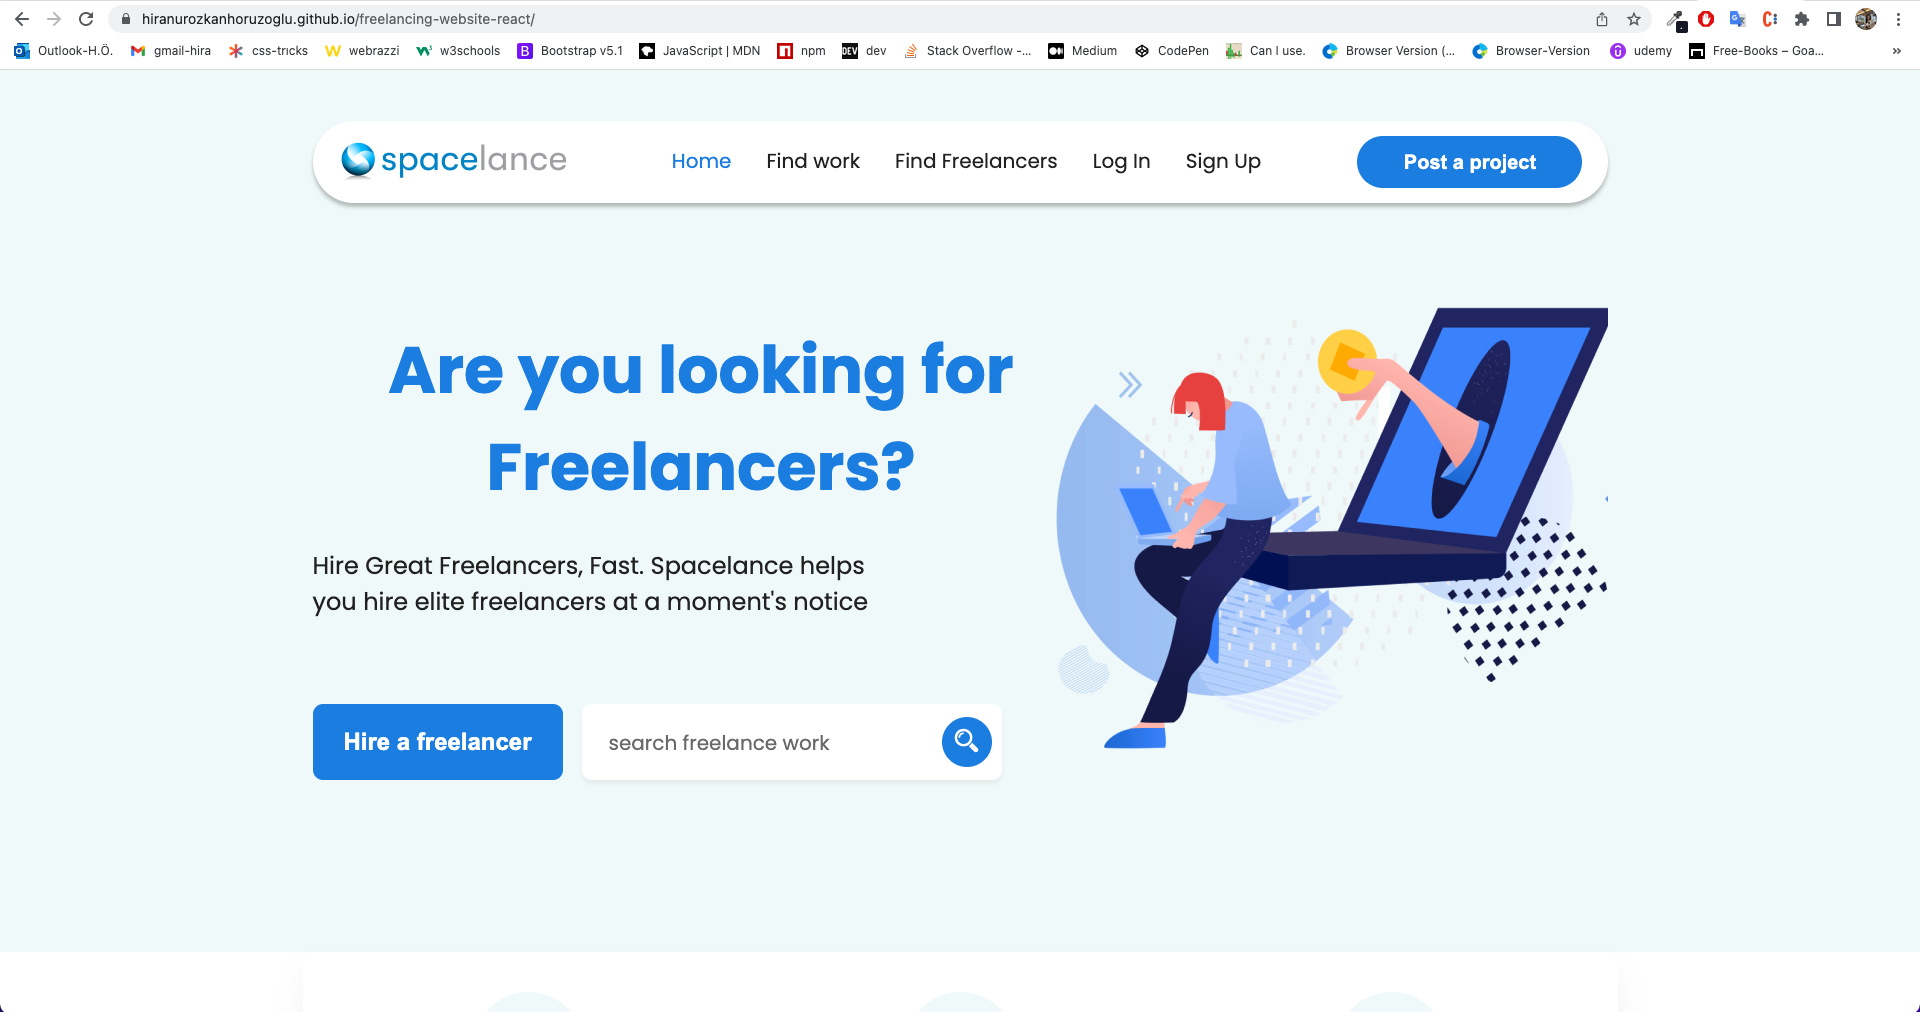 hiranurozkanhoruzoglu.github.io/freelancing-website-react/
Outlook-H.Ö. gmail-hira css-tricks webrazzi w3schools Bootstrap v5.1 JavaScript | MDN npm DEV dev Stack Overflow -... Medium CodePen Can I use. Browser Version (... Browser-Version udemy Free-Books – Goa... »
spacelance Home Find work Find Freelancers Log In Sign Up Post a project
Are you looking for
Freelancers?
Hire Great Freelancers, Fast. Spacelance helps
you hire elite freelancers at a moment's notice
Hire a freelancer search freelance work